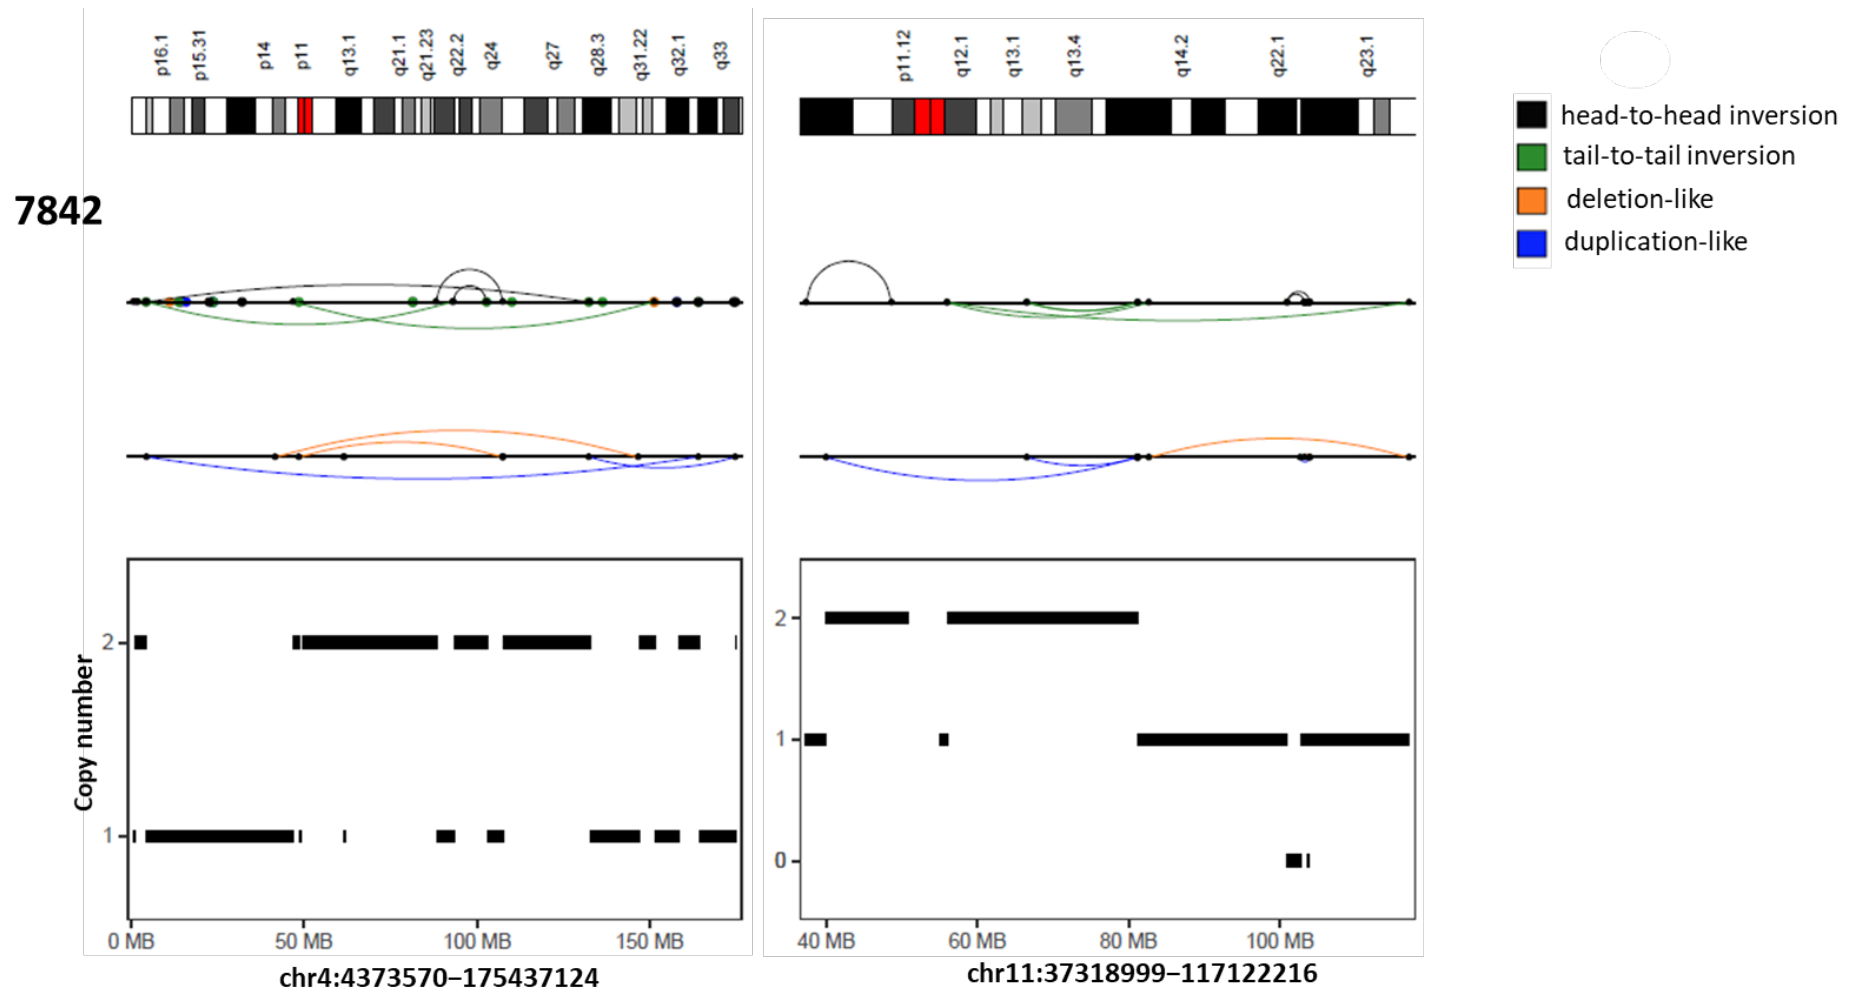 p16.1 p15.31 p14 p11 q13.1 q21.1 q21.23 q22.2 q24 q27 q28.3 q31.22 q32.1 q33
p11.12 q12.1 q13.1 q13.4 q14.2 q22.1 q23.1
head-to-head inversion
tail-to-tail inversion
deletion-like
duplication-like
7842
Copy number
2
1
0 MB 50 MB 100 MB 150 MB
chr4:4373570–175437124
2
1
0
40 MB 60 MB 80 MB 100 MB
chr11:37318999–117122216